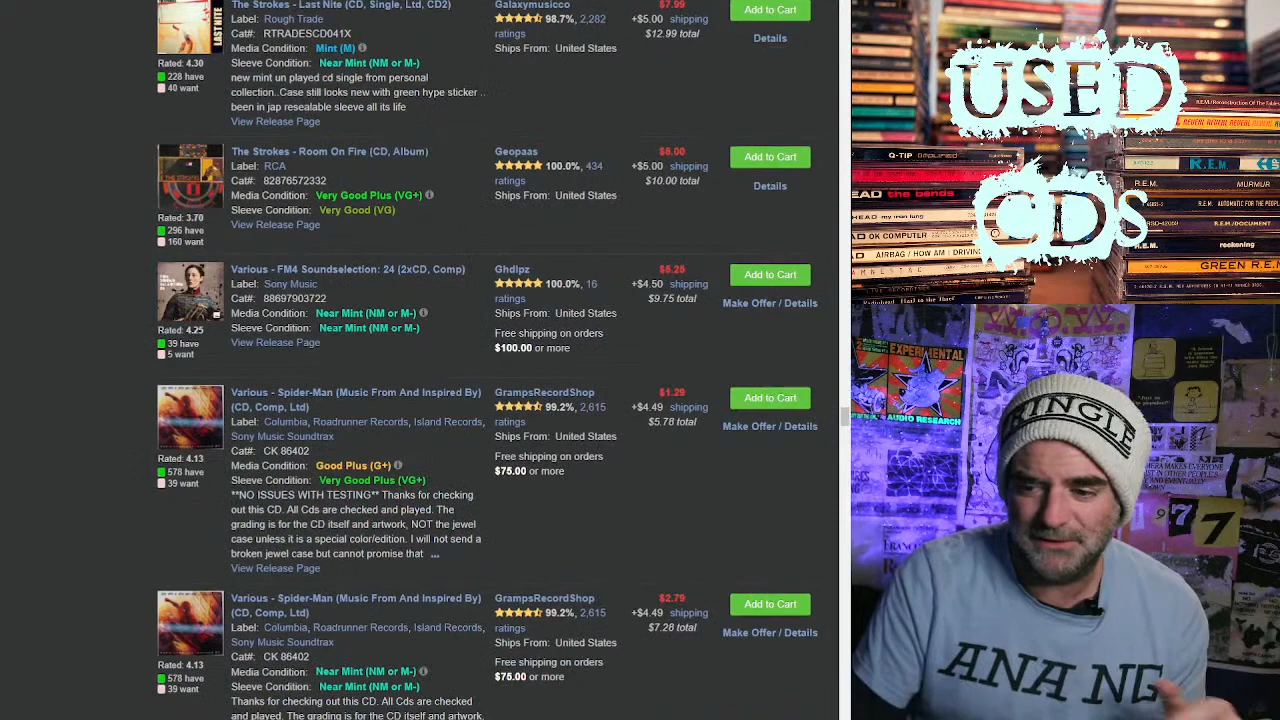 The Strokes - Last Nite (CD, Single, Ltd, CD2)
Label: Rough Trade
Cat#: RTRADESCD041X
Media Condition: Mint (M)
Sleeve Condition: Near Mint (NM or M-)
new mint un played cd single from personal
collection..Case still looks new with green hype sticker ...
been in jap resealable sleeve all its life
View Release Page
Rated: 4.30
228 have
40 want
Galaxymusicco
98.7%, 2,282
ratings
Ships From: United States
$7.99
+$5.00 shipping
$12.99 total
Add to Cart
Details
The Strokes - Room On Fire (CD, Album)
Label: RCA
Cat#: 82876572332
Media Condition: Very Good Plus (VG+)
Sleeve Condition: Very Good (VG)
View Release Page
Rated: 3.70
296 have
160 want
Geopaas
100.0%, 434
ratings
Ships From: United States
$5.00
+$5.00 shipping
$10.00 total
Add to Cart
Details
Various - FM4 Soundselection: 24 (2xCD, Comp)
Label: Sony Music
Cat#: 88697903722
Media Condition: Near Mint (NM or M-)
Sleeve Condition: Near Mint (NM or M-)
View Release Page
Rated: 4.25
39 have
5 want
Ghdlpz
100.0%, 16
ratings
Ships From: United States
Free shipping on orders
$100.00 or more
$5.25
+$4.50 shipping
$9.75 total
Add to Cart
Make Offer / Details
Various - Spider-Man (Music From And Inspired By)
(CD, Comp, Ltd)
Label: Columbia, Roadrunner Records, Island Records,
Sony Music Soundtrax
Cat#: CK 86402
Media Condition: Good Plus (G+)
Sleeve Condition: Very Good Plus (VG+)
**NO ISSUES WITH TESTING** Thanks for checking
out this CD. All Cds are checked and played. The
grading is for the CD itself and artwork, NOT the jewel
case unless it is a special color/edition. I will not send a
broken jewel case but cannot promise that ...
View Release Page
Rated: 4.13
578 have
39 want
GrampsRecordShop
99.2%, 2,615
ratings
Ships From: United States
Free shipping on orders
$75.00 or more
$1.29
+$4.49 shipping
$5.78 total
Add to Cart
Make Offer / Details
Various - Spider-Man (Music From And Inspired By)
(CD, Comp, Ltd)
Label: Columbia, Roadrunner Records, Island Records,
Sony Music Soundtrax
Cat#: CK 86402
Media Condition: Near Mint (NM or M-)
Sleeve Condition: Near Mint (NM or M-)
Thanks for checking out this CD. All Cds are checked
and played. The grading is for the CD itself and artwork,
Rated: 4.13
578 have
39 want
GrampsRecordShop
99.2%, 2,615
ratings
Ships From: United States
Free shipping on orders
$75.00 or more
$2.79
+$4.49 shipping
$7.28 total
Add to Cart
Make Offer / Details
USED
CDs
Q-TIP
the bends
my iron lung
OK COMPUTER
AIRBAG / HOW AM I DRIVING
R.E.M./Reconstruction Of The
REVEAL REVEAL REVEAL
R.E.M.
R.E.M. MURMUR
R.E.M. AUTOMATIC FOR THE PEOPLE
R.E.M./DOCUMENT
R.E.M. reckoning
GREEN R.E.M.
EXPERIMENTAL
AUDIO RESEARCH
W.O.W.
PRINGLE
977
ANA NG